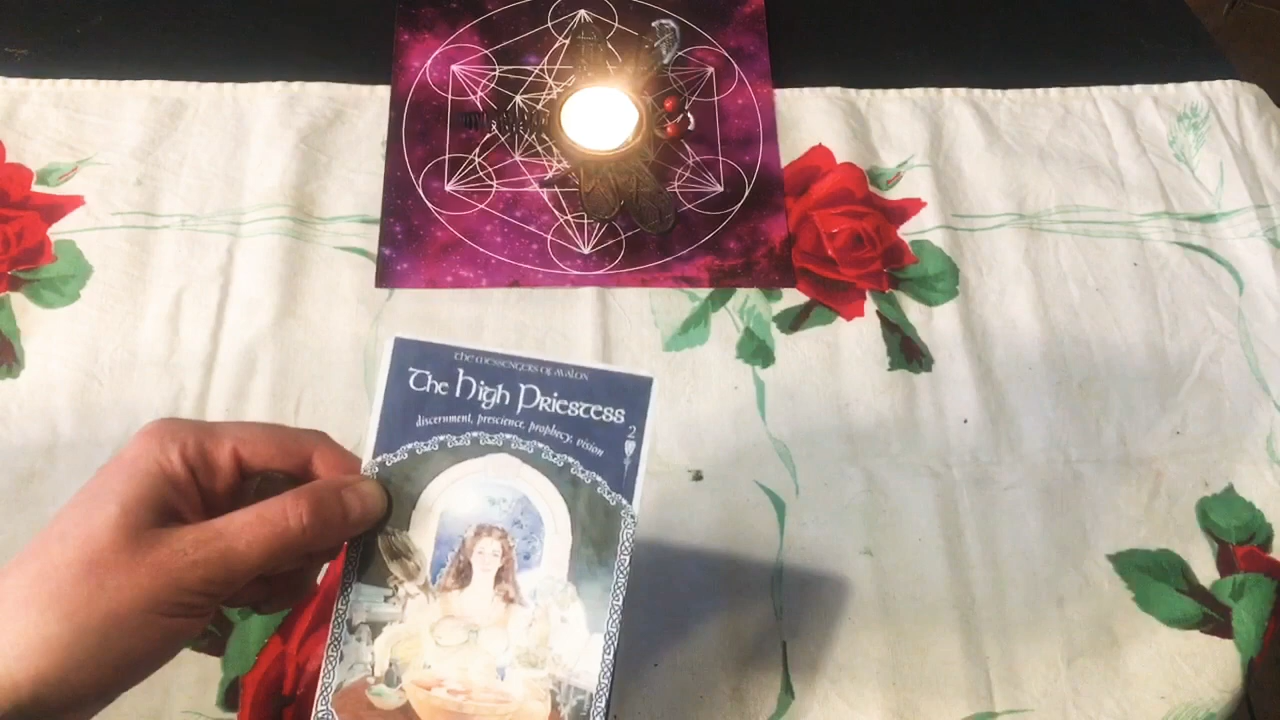 The Messengers of Avalon
The High Priestess
discernment, prescience, prophecy, vision
2